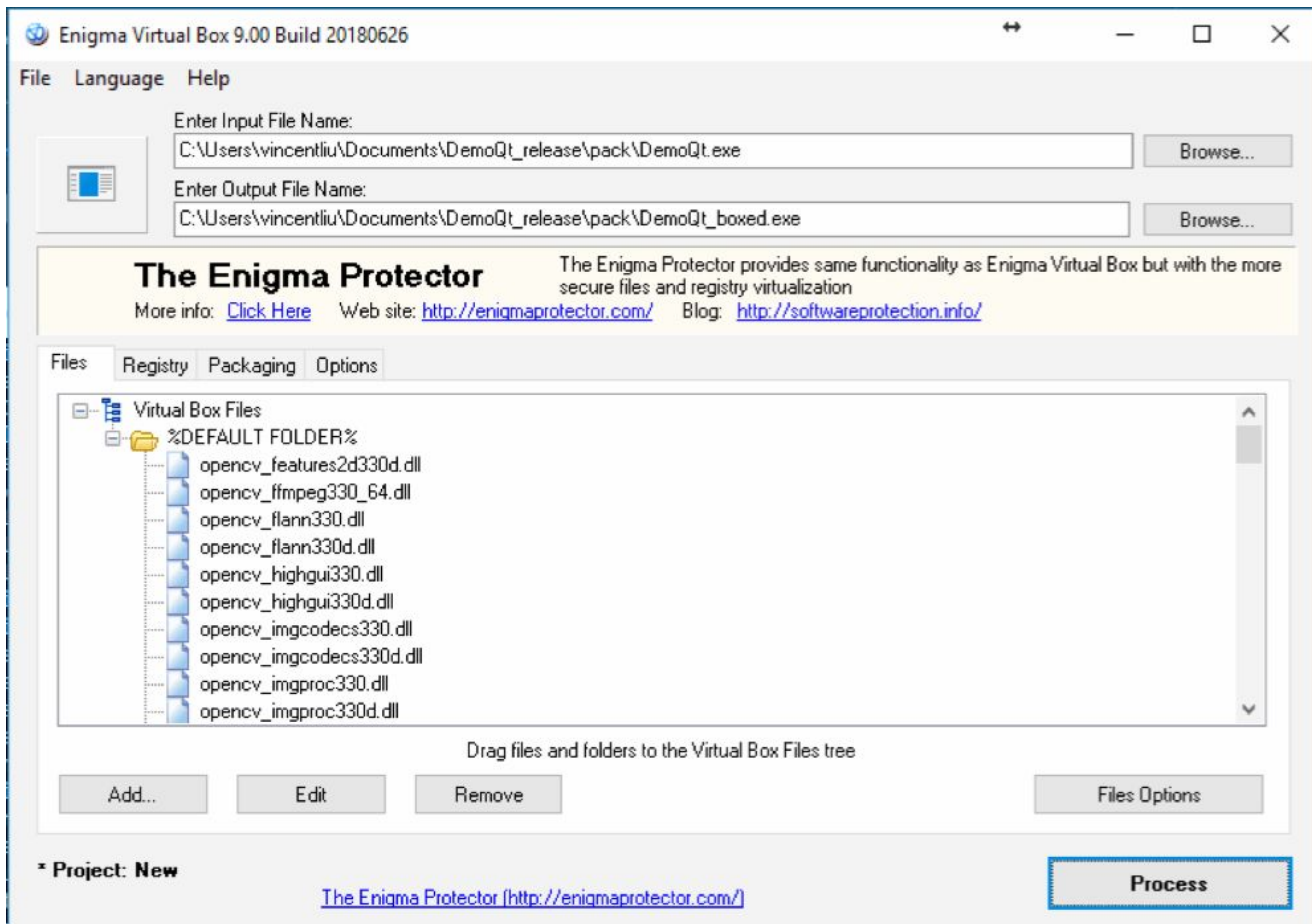 Enigma Virtual Box 9.00 Build 20180626
File Language Help
Enter Input File Name:
C:\Users\vincentliu\Documents\DemoQt_release\pack\DemoQt.exe
Browse...
Enter Output File Name:
C:\Users\vincentliu\Documents\DemoQt_release\pack\DemoQt_boxed.exe
Browse...
The Enigma Protector
The Enigma Protector provides same functionality as Enigma Virtual Box but with the more
secure files and registry virtualization
More info: Click Here Web site: http://enigmaprotector.com/ Blog: http://softwareprotection.info/
Files Registry Packaging Options
Virtual Box Files
%DEFAULT FOLDER%
opencv_features2d330d.dll
opencv_ffmpeg330_64.dll
opencv_flann330.dll
opencv_flann330d.dll
opencv_highgui330.dll
opencv_highgui330d.dll
opencv_imgcodecs330.dll
opencv_imgcodecs330d.dll
opencv_imgproc330.dll
opencv_imgproc330d.dll
Drag files and folders to the Virtual Box Files tree
Add... Edit Remove Files Options
* Project: New
The Enigma Protector (http://enigmaprotector.com/)
Process